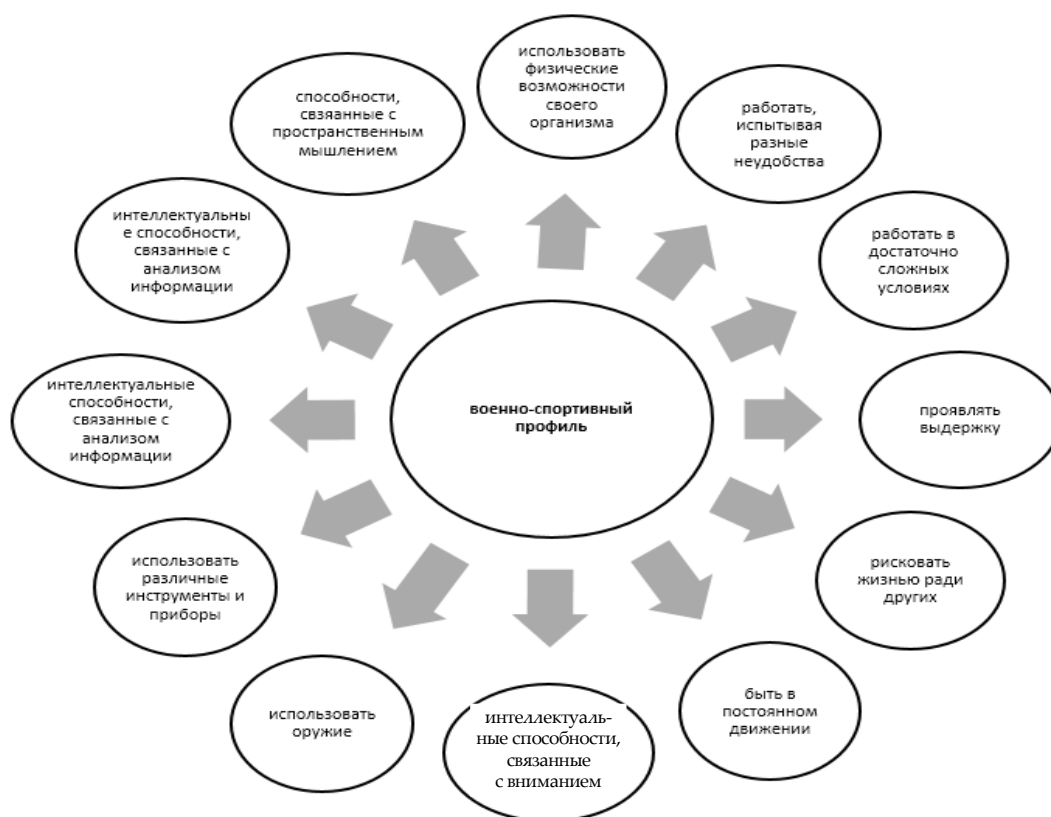 использовать
физические
возможности
своего
организма
работать,
испытывая
разные
неудобства
работать в
достаточно
сложных
условиях
проявлять
выдержку
рисковать
жизнью ради
других
быть в
постоянном
движении
интеллектуаль-
ные способности,
связанные
с вниманием
использовать
оружие
использовать
различные
инструменты и
приборы
интеллектуальные
способности,
связанные с
анализом
информации
интеллектуальны
е способности,
связанные с
анализом
информации
способности,
свзяанные с
пространственным
мышлением
военно-спортивный
профиль